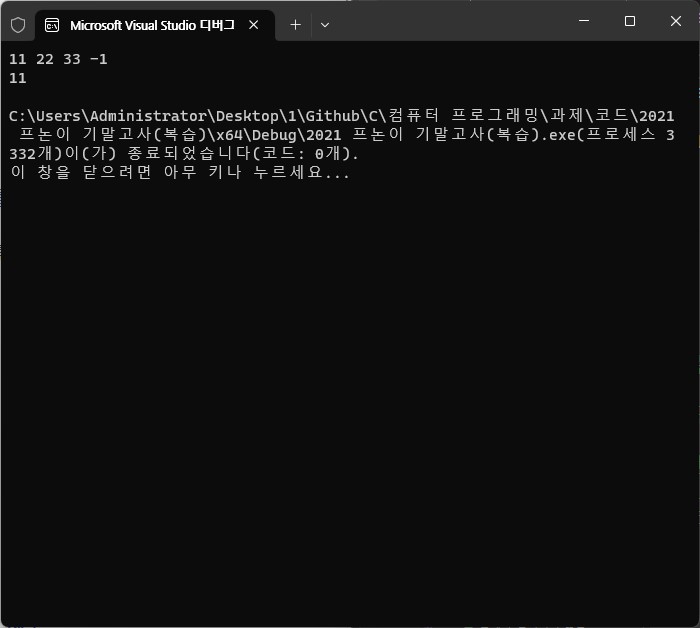 Microsoft Visual Studio 디버그
11 22 33 -1
11
C:\Users\Administrator\Desktop\1\Github\C\컴퓨터 프로그래밍\과제\코드\2021
프논이 기말고사(복습)\x64\Debug\2021 프논이 기말고사(복습).exe(프로세스 3
332개)이(가) 종료되었습니다(코드: 0개).
이 창을 닫으려면 아무 키나 누르세요...